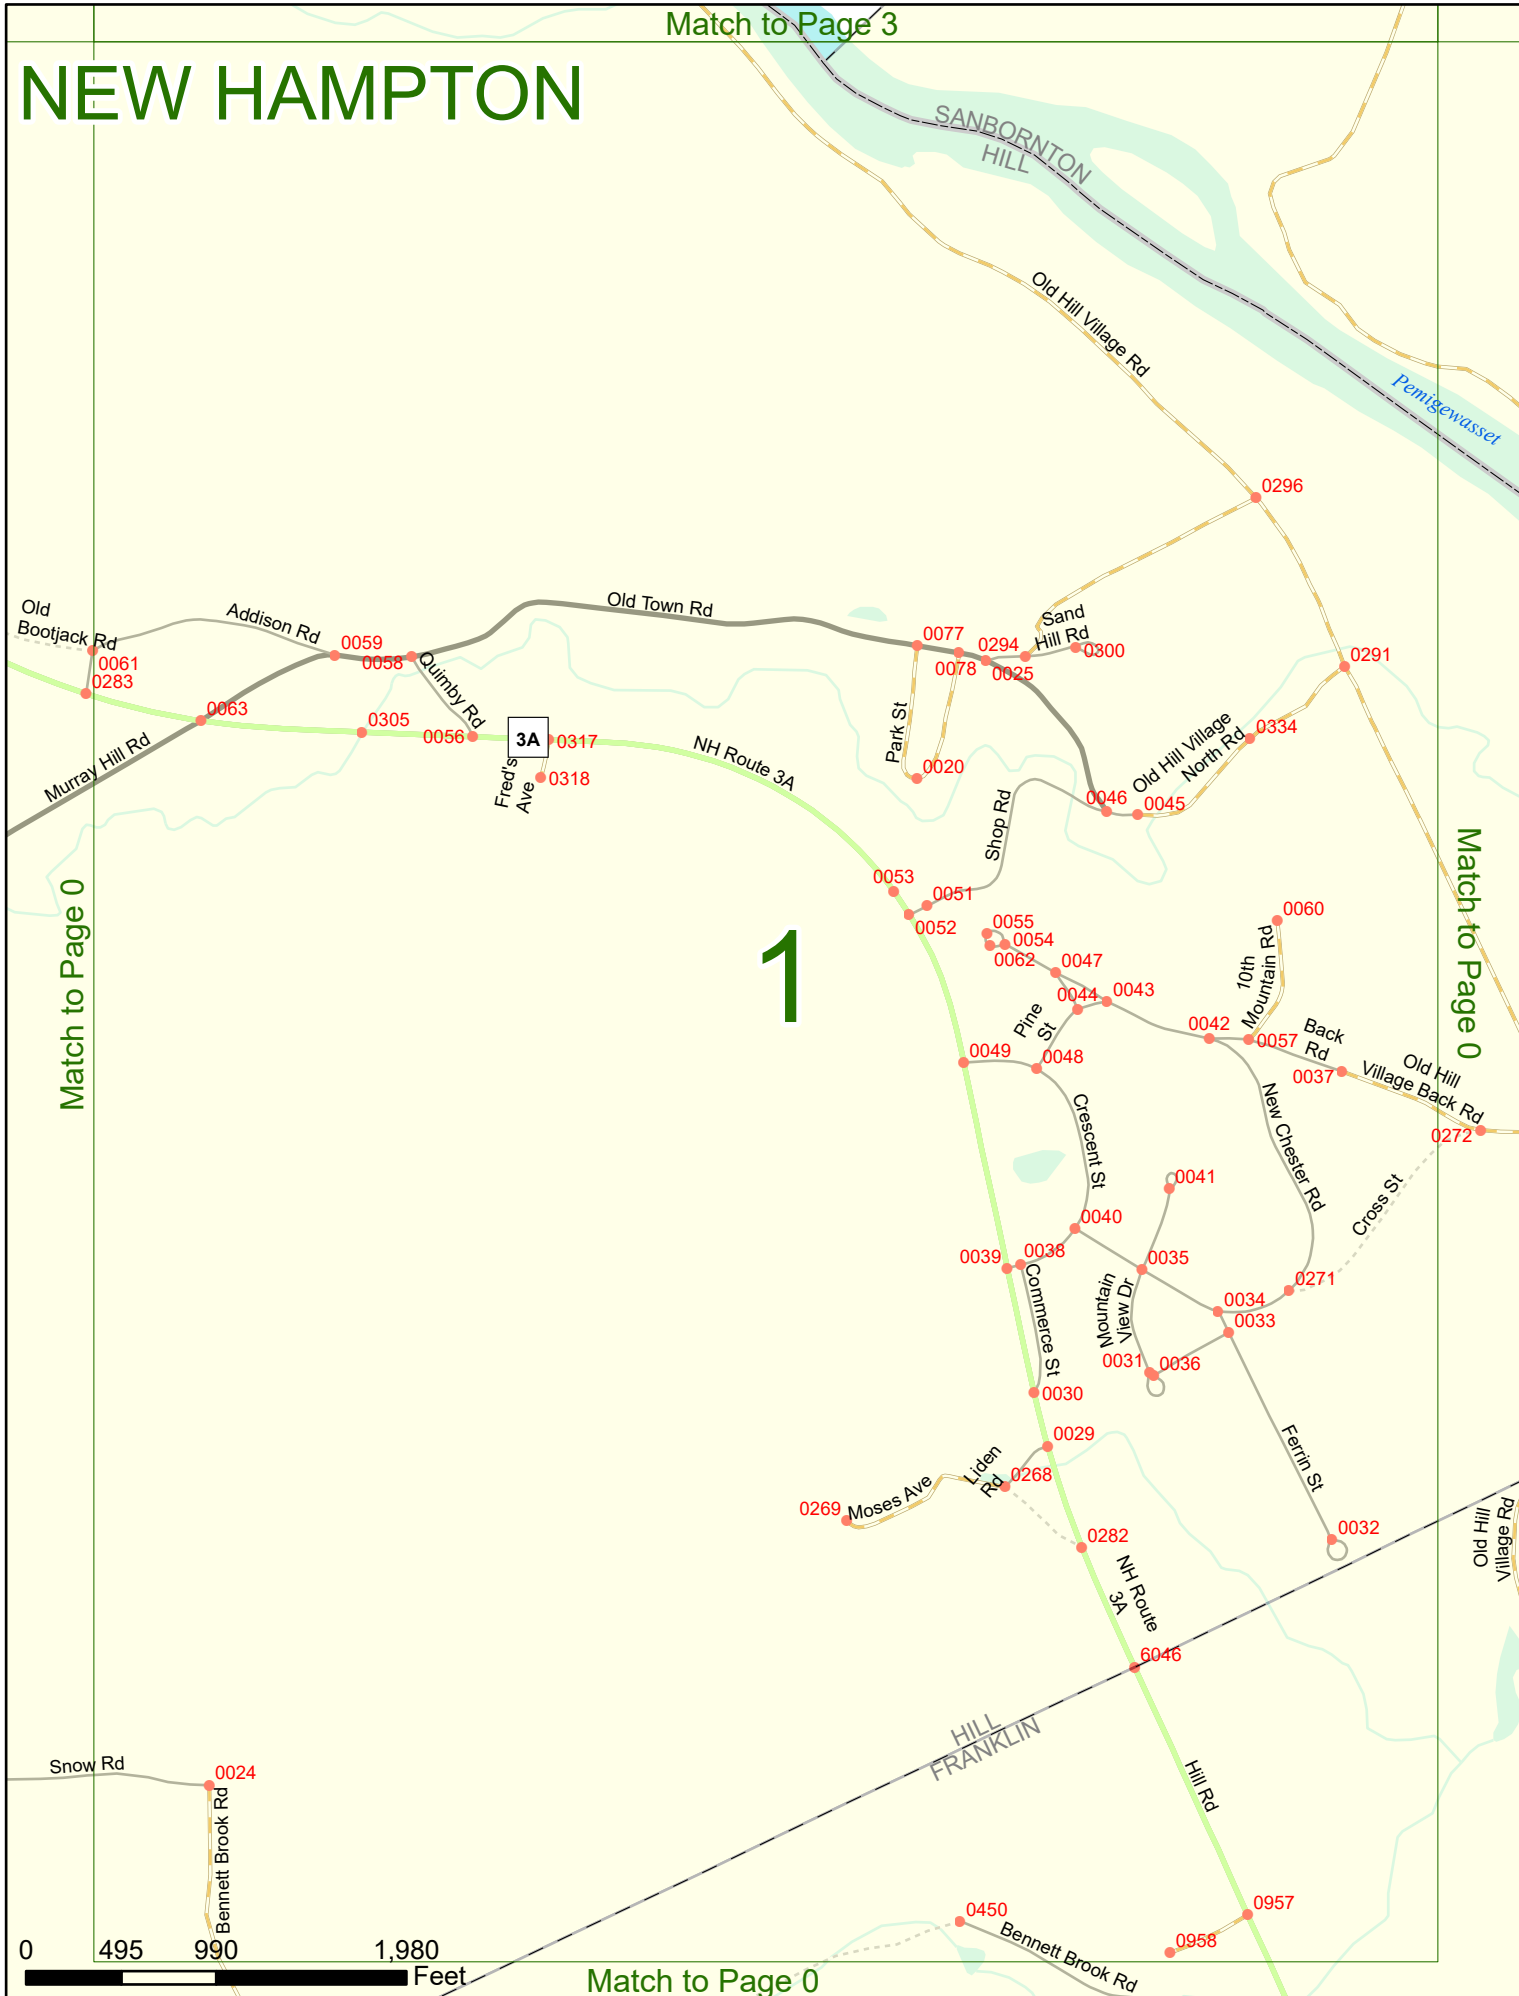 Match to Page 3
NEW HAMPTON
SANBORNTON
HILL
Old Hill Village Rd
Pemigewasset
0296
Old
Bootjack Rd
Addison Rd
Old Town Rd
Sand
Hill Rd
0059
0058
0077
0294
0078
0025
0300
0291
0061
0283
Quimby Rd
0063
0305
0056
3A
0317
NH Route 3A
Park St
Old Hill Village
North Rd
0334
Murray Hill Rd
Fred's
Ave
0318
0020
0046
0045
Shop Rd
Match to Page 0
Match to Page 0
0053
0051
0052
0060
1
0055
0054
0062
0047
10th
Mountain Rd
0044
0043
Pine
St
0042
0057
Back
Rd
0049
0048
0037
Old Hill
Village Back Rd
New Chester Rd
0272
Crescent St
0041
Cross St
0040
0039
0038
0035
0271
Commerce St
Mountain
View Dr
0034
0033
0031
0036
0030
0029
Ferrin St
Liden
Rd
0268
0269
Moses Ave
0032
Old Hill
Village Rd
0282
NH Route
3A
6046
HILL
FRANKLIN
Snow Rd
0024
Hill Rd
Bennett Brook Rd
0450
0957
Bennett Brook Rd
0958
0 495 990 1,980
Feet
Match to Page 0